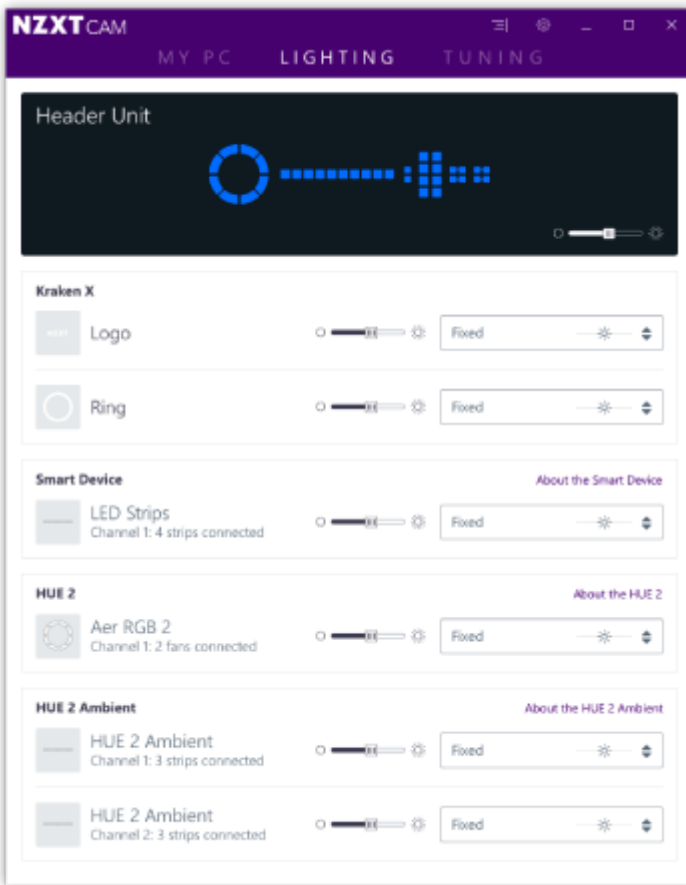 NZXT CAM
MY PC LIGHTING TUNING
Header Unit
Kraken X
NZXT
Logo
Fixed
Ring
Fixed
Smart Device
About the Smart Device
LED Strips
Channel 1: 4 strips connected
Fixed
HUE 2
About the HUE 2
Aer RGB 2
Channel 1: 2 fans connected
Fixed
HUE 2 Ambient
About the HUE 2 Ambient
HUE 2 Ambient
Channel 1: 3 strips connected
Fixed
HUE 2 Ambient
Channel 2: 3 strips connected
Fixed